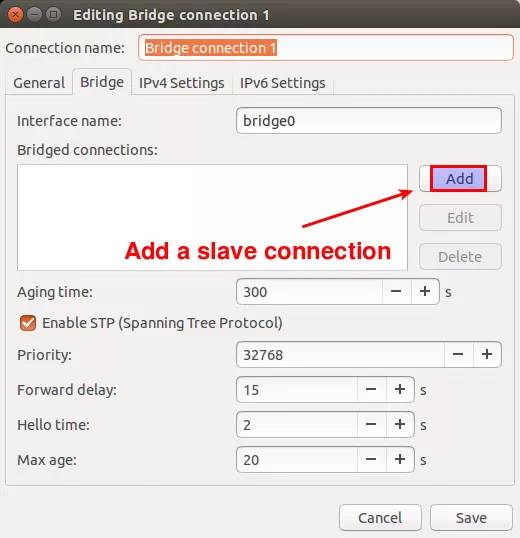 Editing Bridge connection 1
Connection name: Bridge connection 1
General Bridge IPv4 Settings IPv6 Settings
Interface name: bridge0
Bridged connections:
Add
Edit
Add a slave connection
Delete
Aging time: 300 − + s
Enable STP (Spanning Tree Protocol)
Priority: 32768 − +
Forward delay: 15 − + s
Hello time: 2 − + s
Max age: 20 − + s
Cancel Save